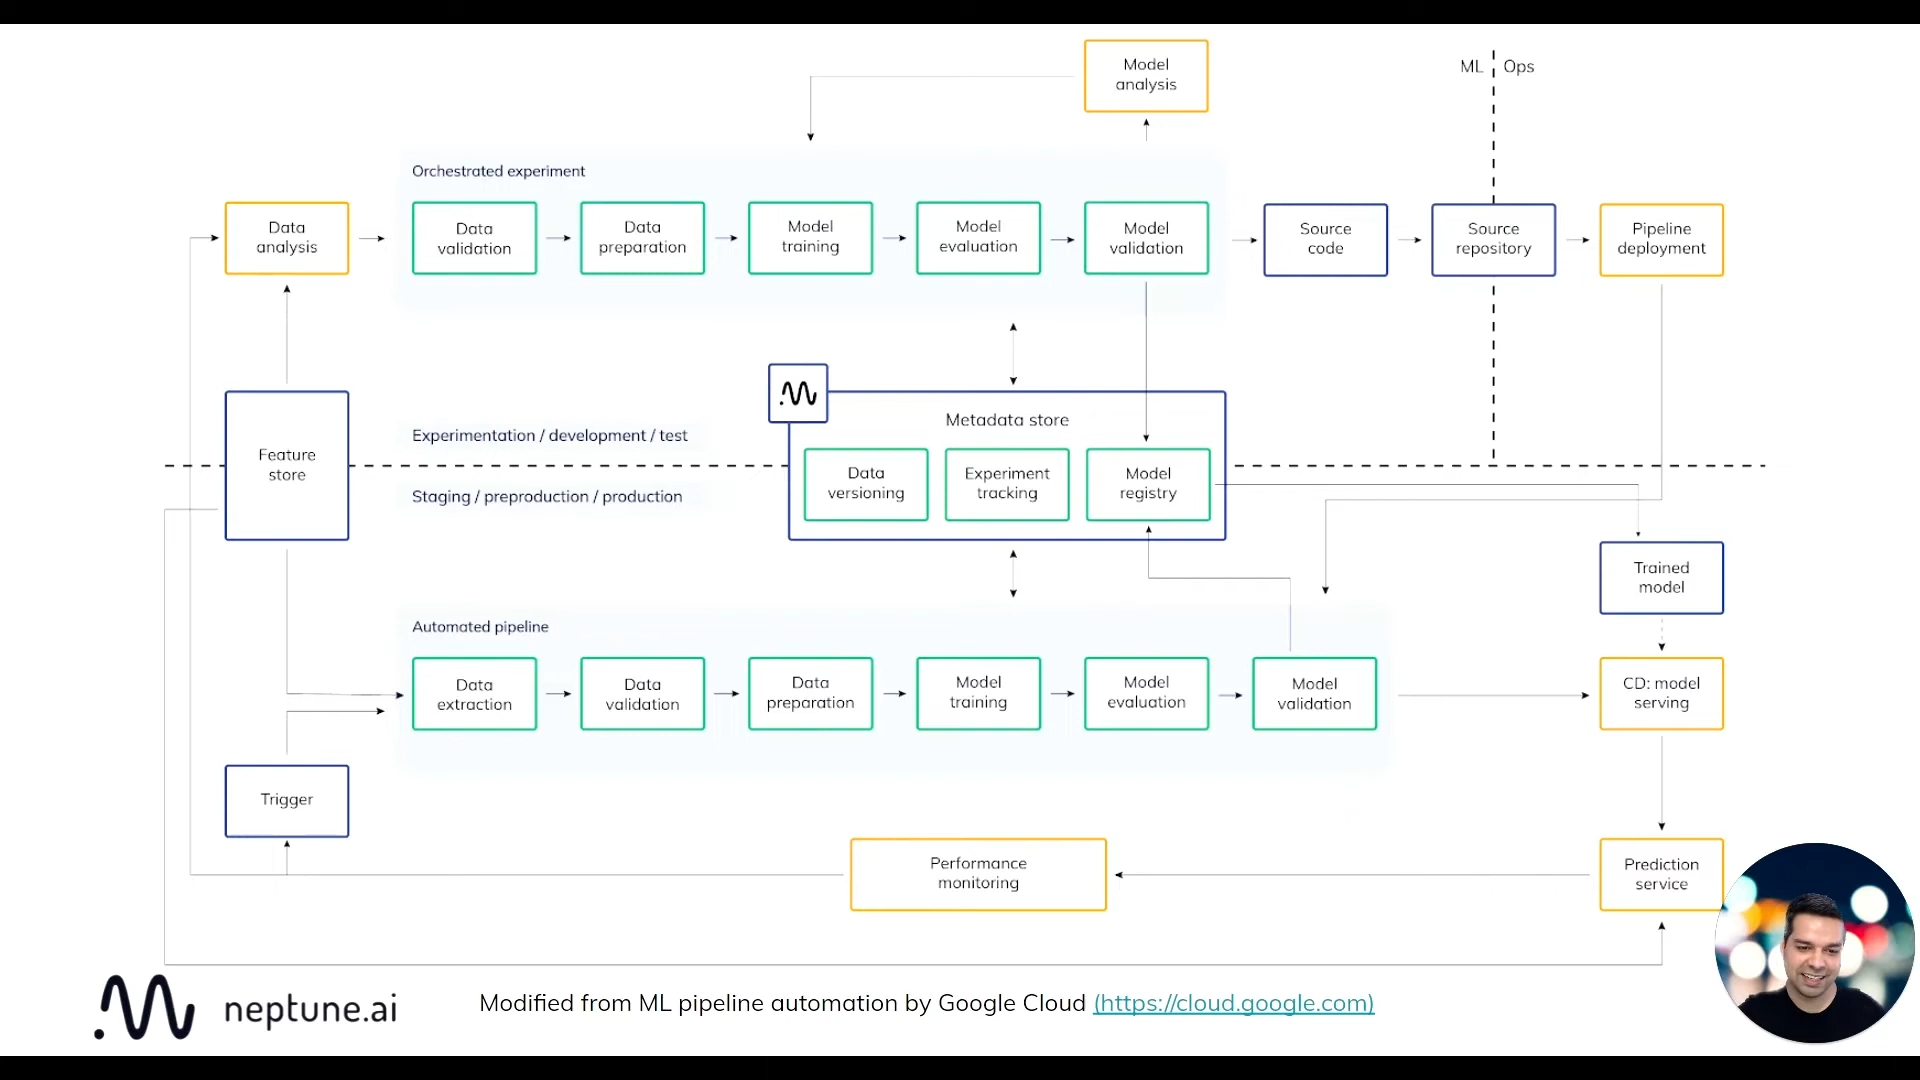 Model
analysis
ML
Ops
Orchestrated experiment
Data
analysis
Data
validation
Data
preparation
Model
training
Model
evaluation
Model
validation
Source
code
Source
repository
Pipeline
deployment
Feature
store
Experimentation / development / test
Staging / preproduction / production
Metadata store
Data
versioning
Experiment
tracking
Model
registry
Trained
model
Automated pipeline
Data
extraction
Data
validation
Data
preparation
Model
training
Model
evaluation
Model
validation
CD: model
serving
Trigger
Performance
monitoring
Prediction
service
neptune.ai
Modified from ML pipeline automation by Google Cloud (https://cloud.google.com)